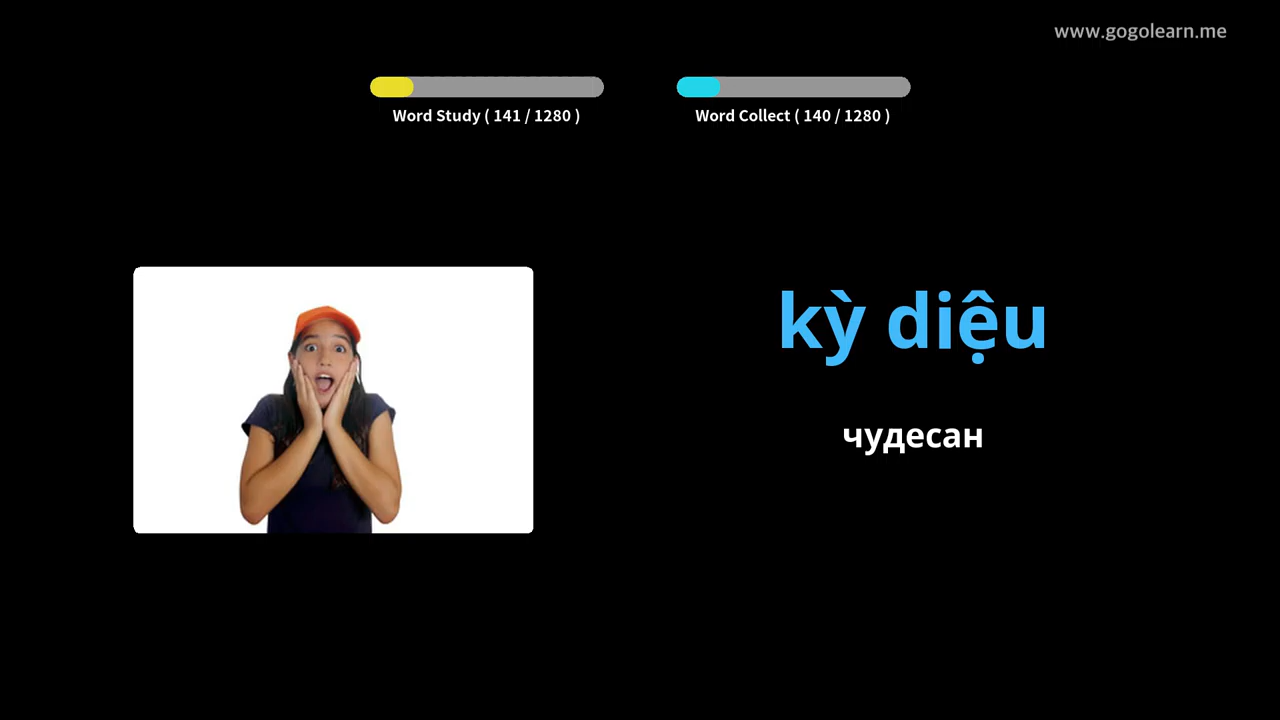 www.gogolearn.me
Word Study ( 141 / 1280 )
Word Collect ( 140 / 1280 )
kỳ diệu
чудесан